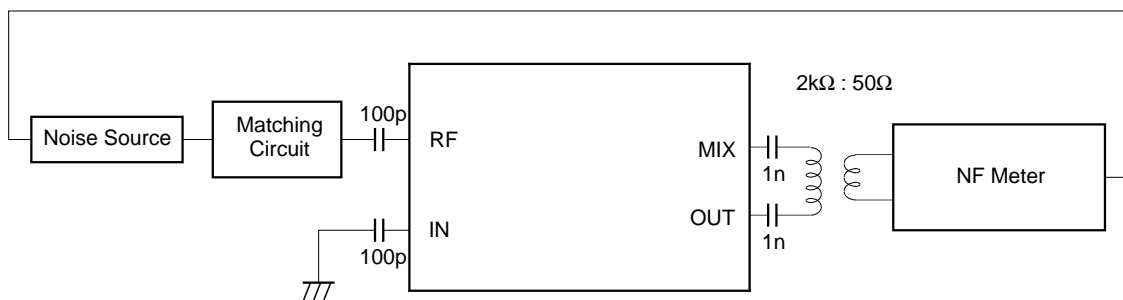 2kΩ : 50Ω
100p
Noise Source
Matching
Circuit
RF
MIX
1n
NF Meter
IN
OUT
100p
1n